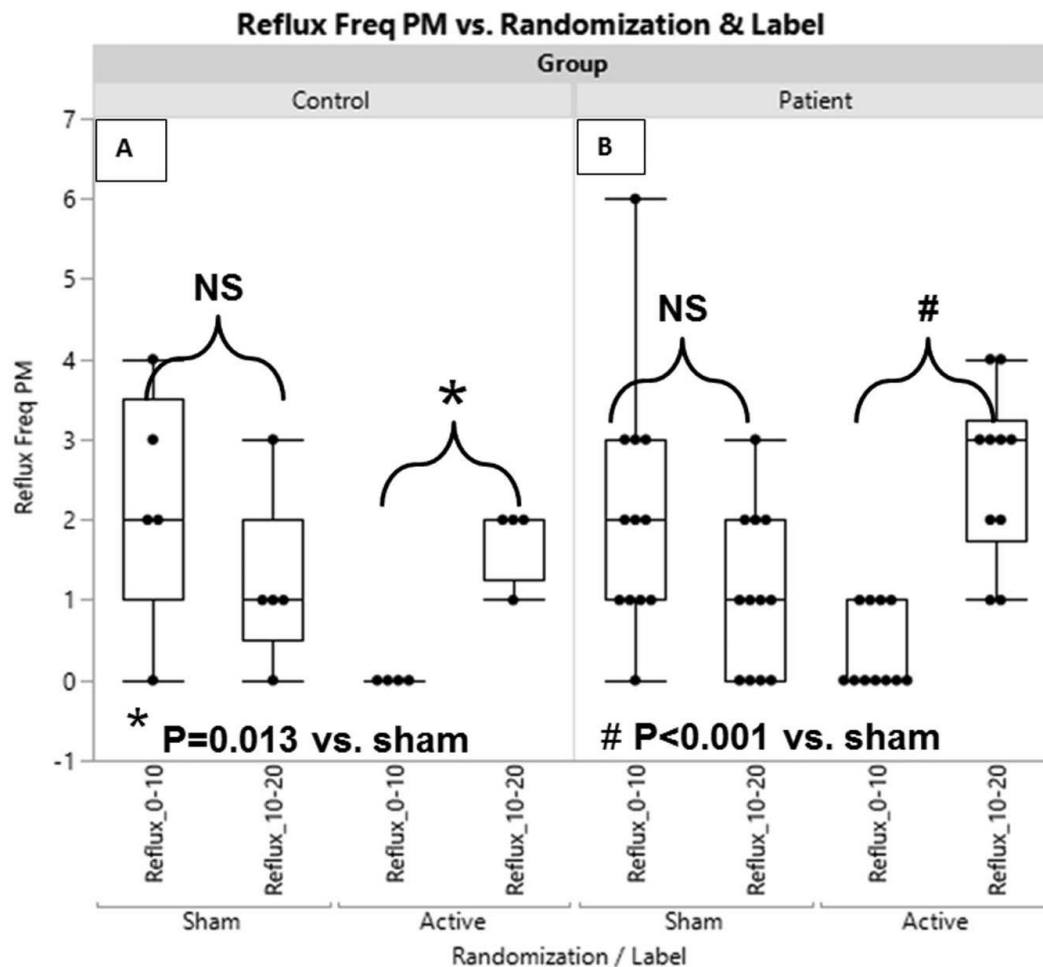 Reflux Freq PM vs. Randomization & Label
Group
Control Patient
A B
7
6
5
4
3
2
1
0
-1
Reflux Freq PM
NS
*
NS
#
* P=0.013 vs. sham
# P<0.001 vs. sham
Reflux_0-10
Reflux_10-20
Reflux_0-10
Reflux_10-20
Reflux_0-10
Reflux_10-20
Reflux_0-10
Reflux_10-20
Sham Active Sham Active
Randomization / Label